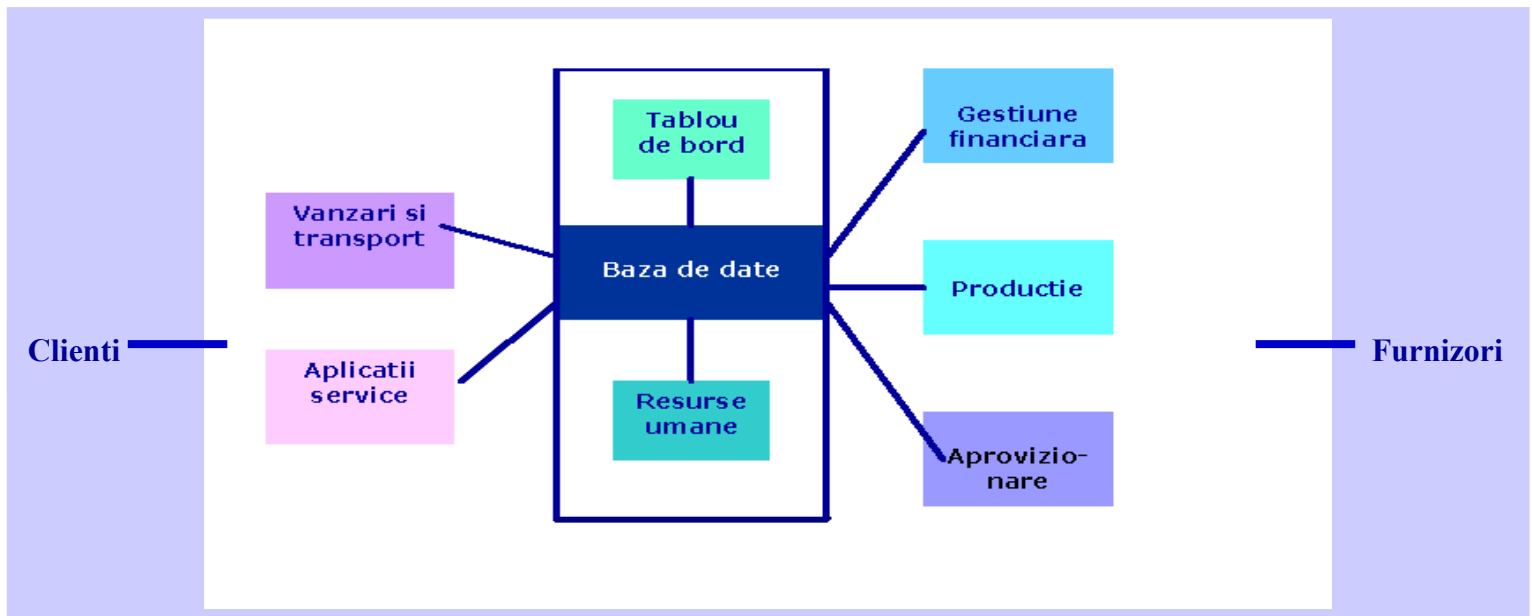 Clienti
Vanzari si
transport
Aplicatii
service
Tablou
de bord
Baza de date
Resurse
umane
Gestiune
financiara
Productie
Aprovizio-
nare
Furnizori